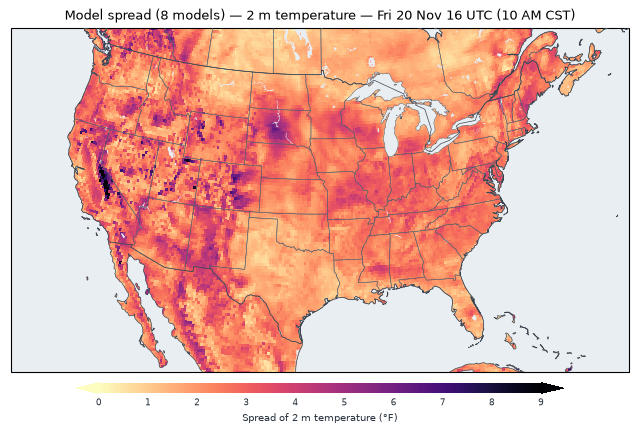 Model spread (8 models) — 2 m temperature — Fri 20 Nov 16 UTC (10 AM CST)
0 1 2 3 4 5 6 7 8 9
Spread of 2 m temperature (°F)